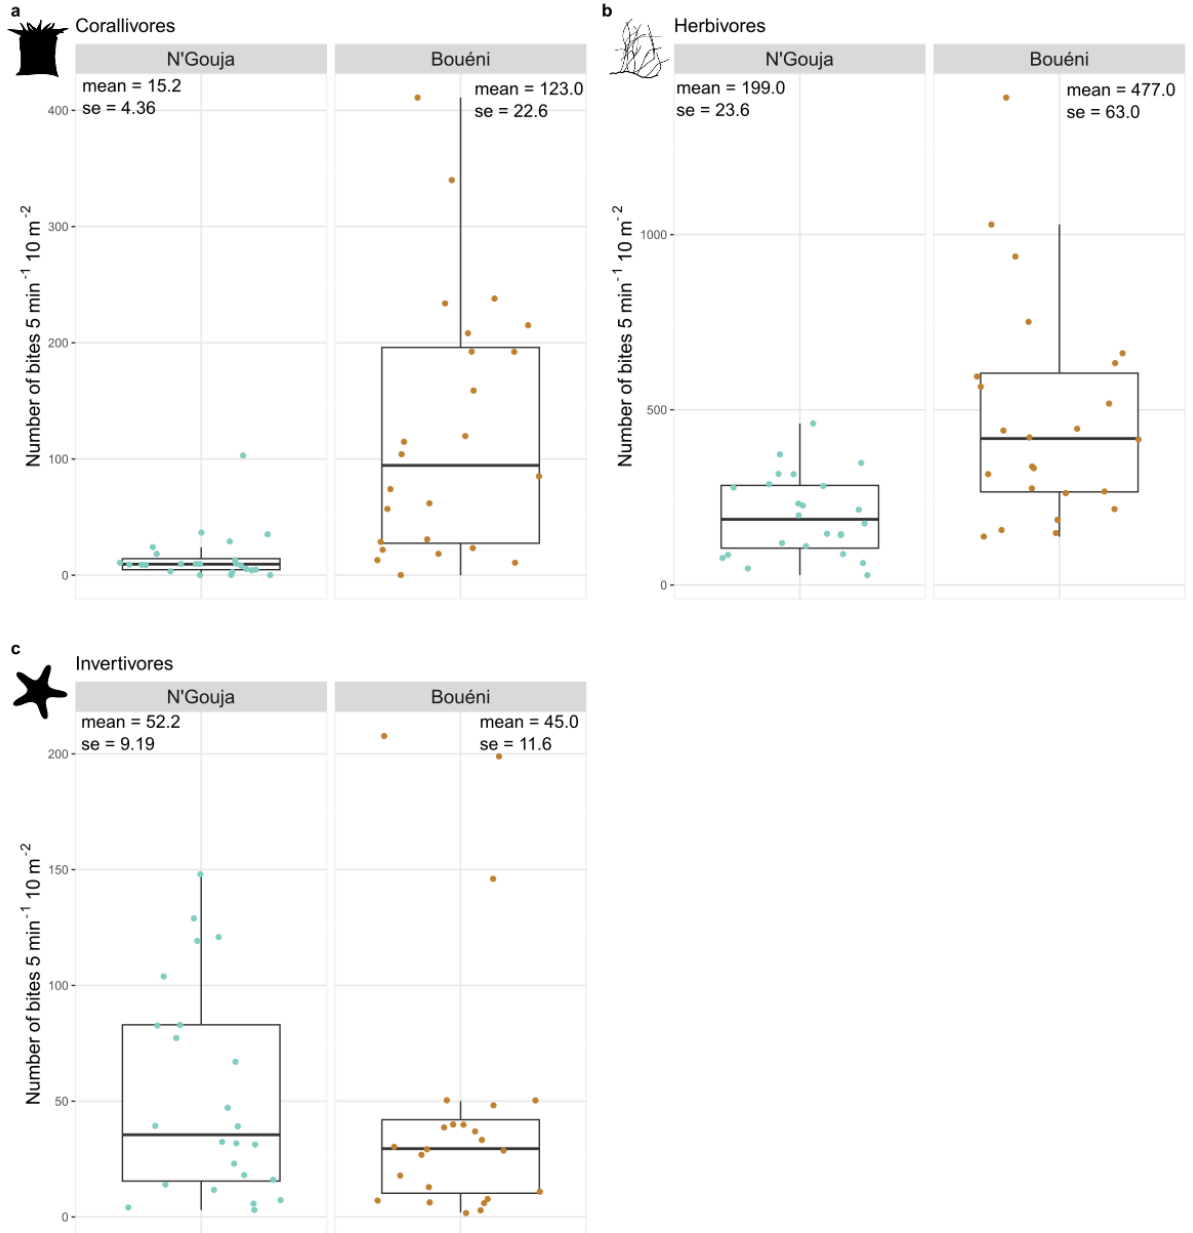 a
Corallivores
N'Gouja
Bouéni
mean = 15.2
se = 4.36
mean = 123.0
se = 22.6
400
300
200
100
0
Number of bites 5 min⁻¹ 10 m⁻²
b
Herbivores
N'Gouja
Bouéni
mean = 199.0
se = 23.6
mean = 477.0
se = 63.0
1000
500
0
Number of bites 5 min⁻¹ 10 m⁻²
c
Invertivores
N'Gouja
Bouéni
mean = 52.2
se = 9.19
mean = 45.0
se = 11.6
200
150
100
50
0
Number of bites 5 min⁻¹ 10 m⁻²